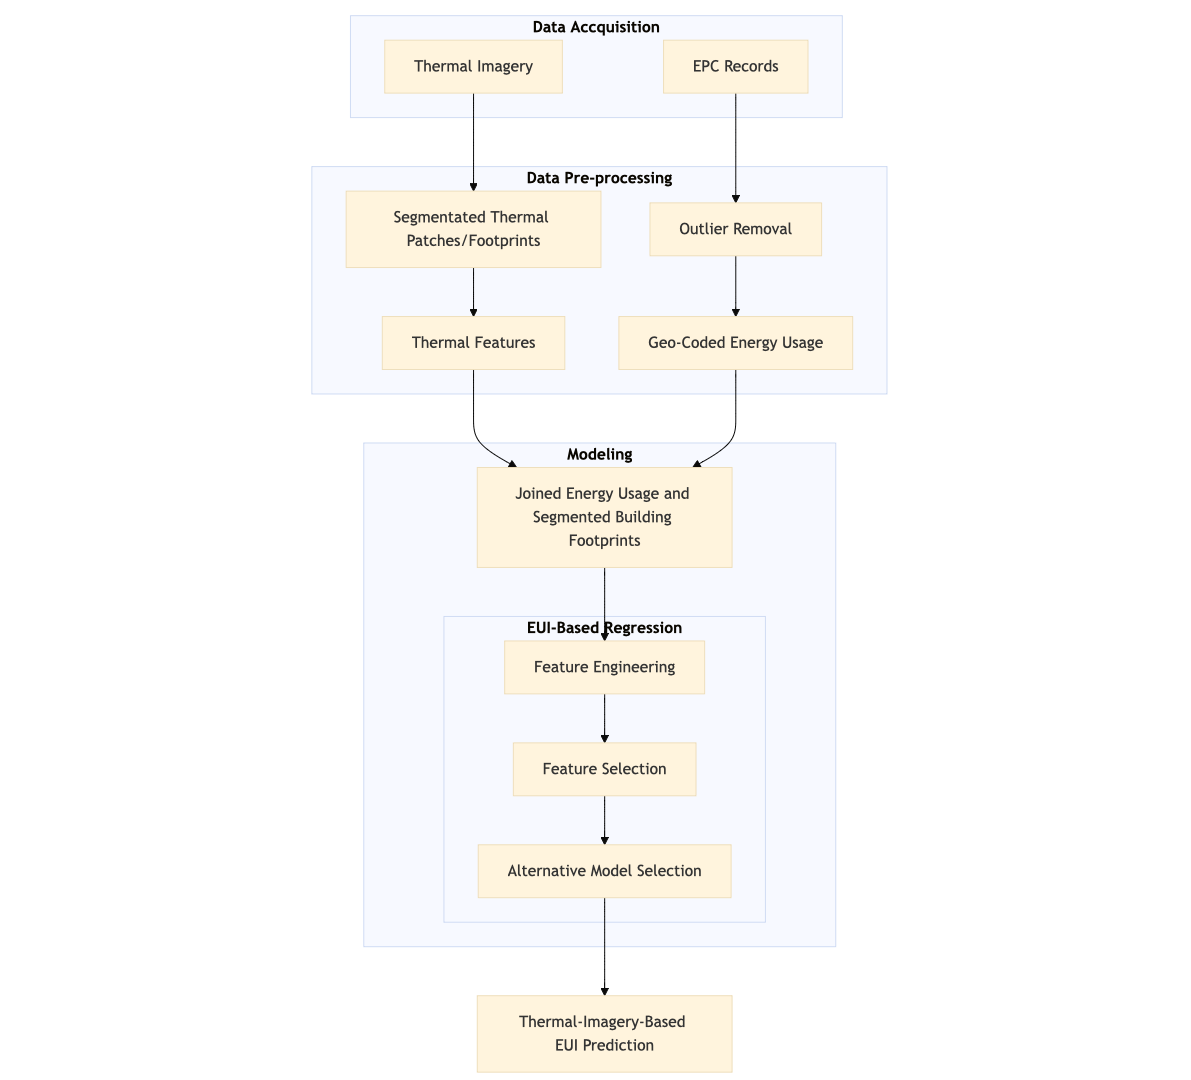 Data Accquisition
Thermal Imagery
EPC Records
Data Pre-processing
Segmentated Thermal
Patches/Footprints
Outlier Removal
Thermal Features
Geo-Coded Energy Usage
Modeling
Joined Energy Usage and
Segmented Building
Footprints
EUI-Based Regression
Feature Engineering
Feature Selection
Alternative Model Selection
Thermal-Imagery-Based
EUI Prediction